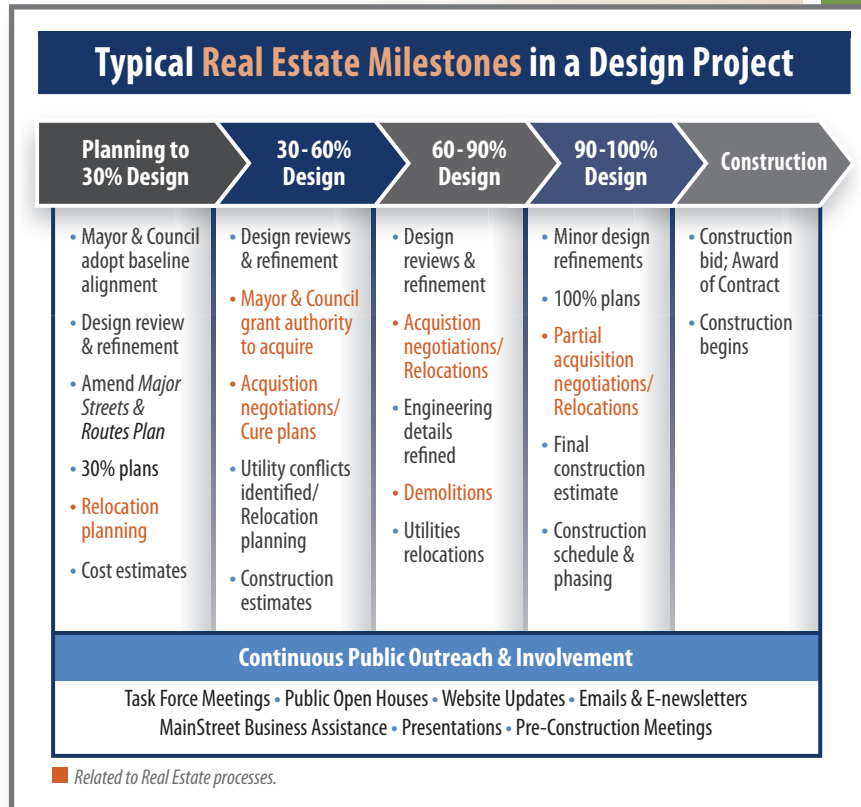 Typical Real Estate Milestones in a Design Project
Planning to
30% Design
30-60%
Design
60-90%
Design
90-100%
Design
Construction
• Mayor & Council
adopt baseline
alignment
• Design review
& refinement
• Amend Major
Streets &
Routes Plan
• 30% plans
• Relocation
planning
• Cost estimates
• Design reviews
& refinement
• Mayor & Council
grant authority
to acquire
• Acquistion
negotiations/
Cure plans
• Utility conflicts
identified/
Relocation
planning
• Construction
estimates
• Design
reviews &
refinement
• Acquistion
negotiations/
Relocations
• Engineering
details
refined
• Demolitions
• Utilities
relocations
• Minor design
refinements
• 100% plans
• Partial
acquisition
negotiations/
Relocations
• Final
construction
estimate
• Construction
schedule &
phasing
• Construction
bid; Award
of Contract
• Construction
begins
Continuous Public Outreach & Involvement
Task Force Meetings • Public Open Houses • Website Updates • Emails & E-newsletters
MainStreet Business Assistance • Presentations • Pre-Construction Meetings
Related to Real Estate processes.